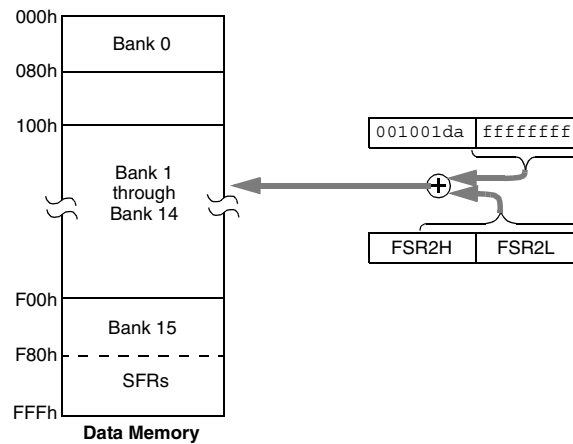 000h
Bank 0
080h
100h
001001da ffffffff
Bank 1
through
Bank 14
FSR2H FSR2L
F00h
Bank 15
F80h
SFRs
FFFh
Data Memory